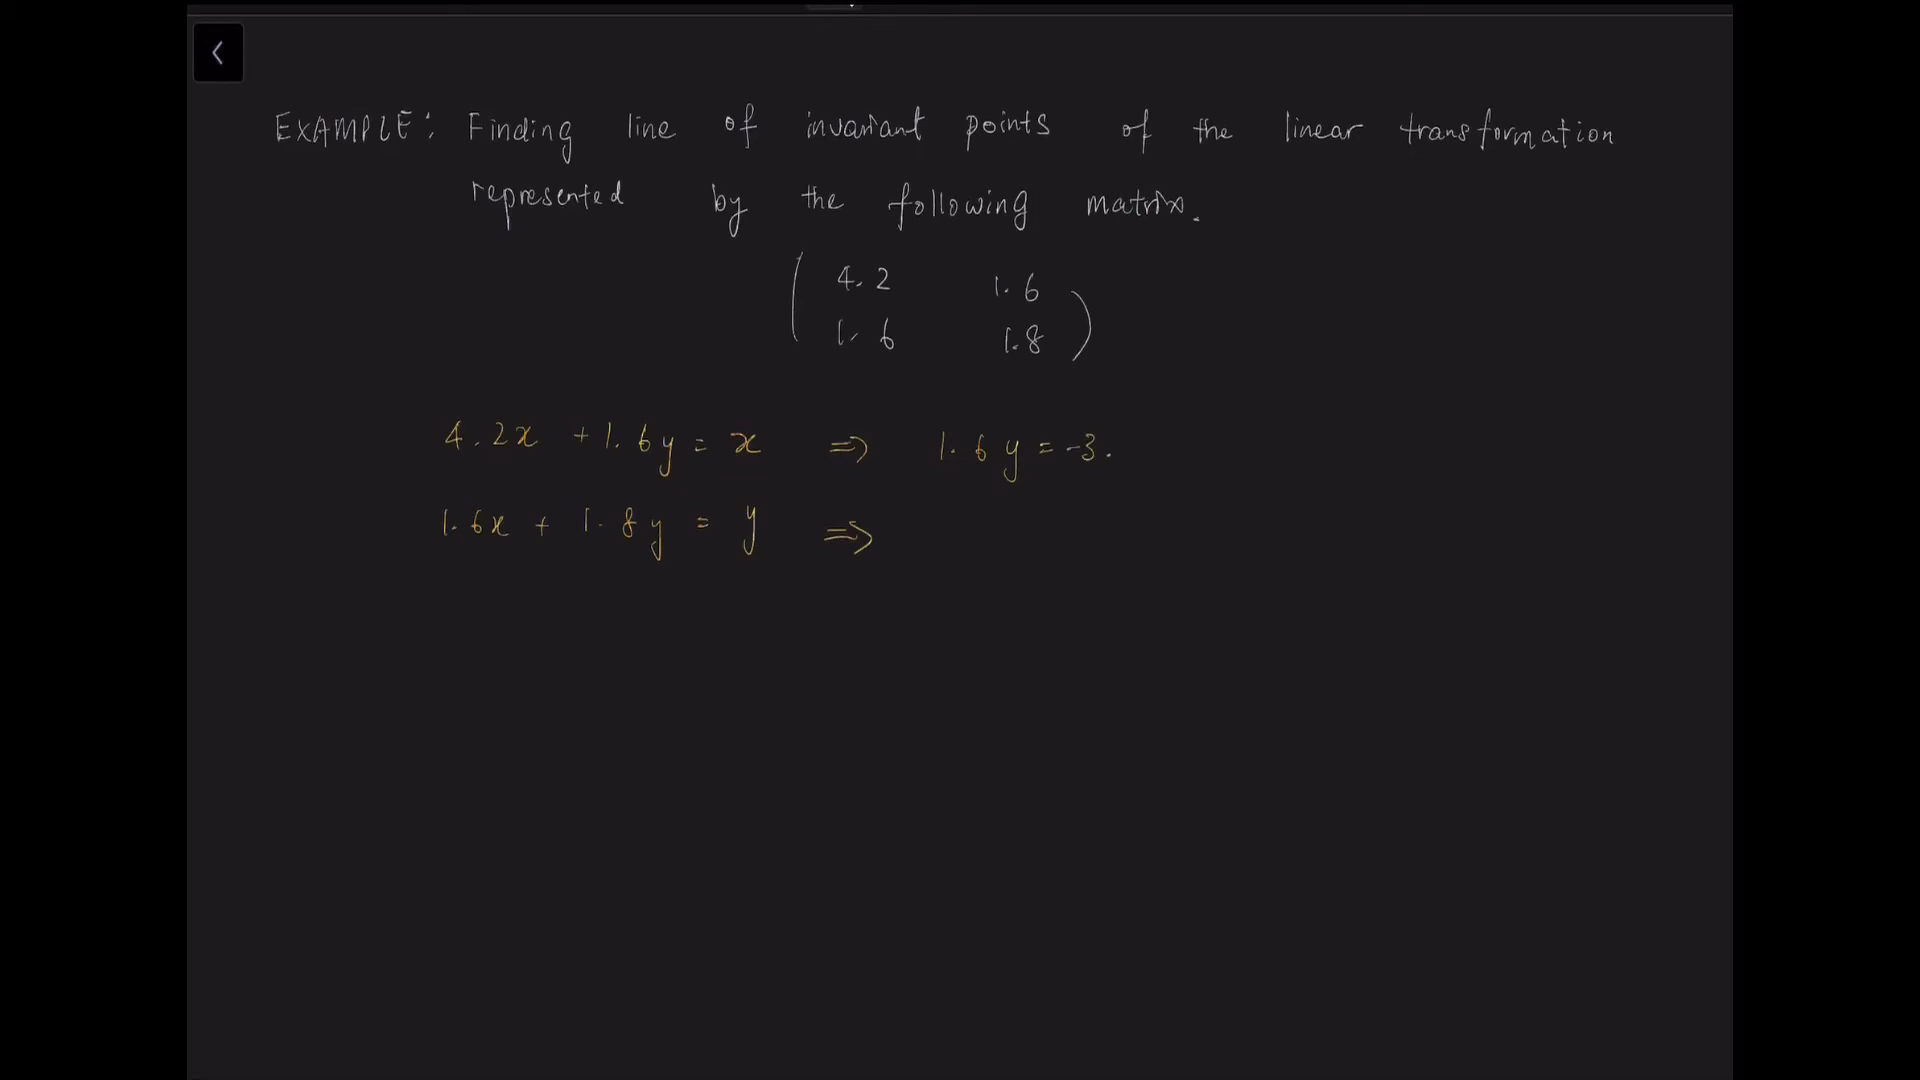 EXAMPLE: Finding line of invariant points of the linear transformation
represented by the following matrix.
( 4.2 1.6
1.6 1.8 )
4.2x + 1.6y = x => 1.6y = -3.
1.6x + 1.8y = y =>